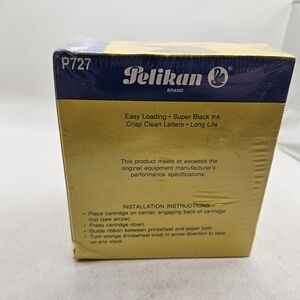 P727
Pelikan
BRAND
Easy Loading • Super Black Ink
Crisp Clean Letters • Long Life
This product meets or exceeds the
original equipment manufacturer's
performance specifications.
INSTALLATION INSTRUCTIONS
• Place cartridge on carrier, engaging back of cartridge
first (see arrow).
• Press cartridge down.
• Guide ribbon between printwheel and paper path.
• Turn orange drivewheel knob in arrow direction to take
up any slack.